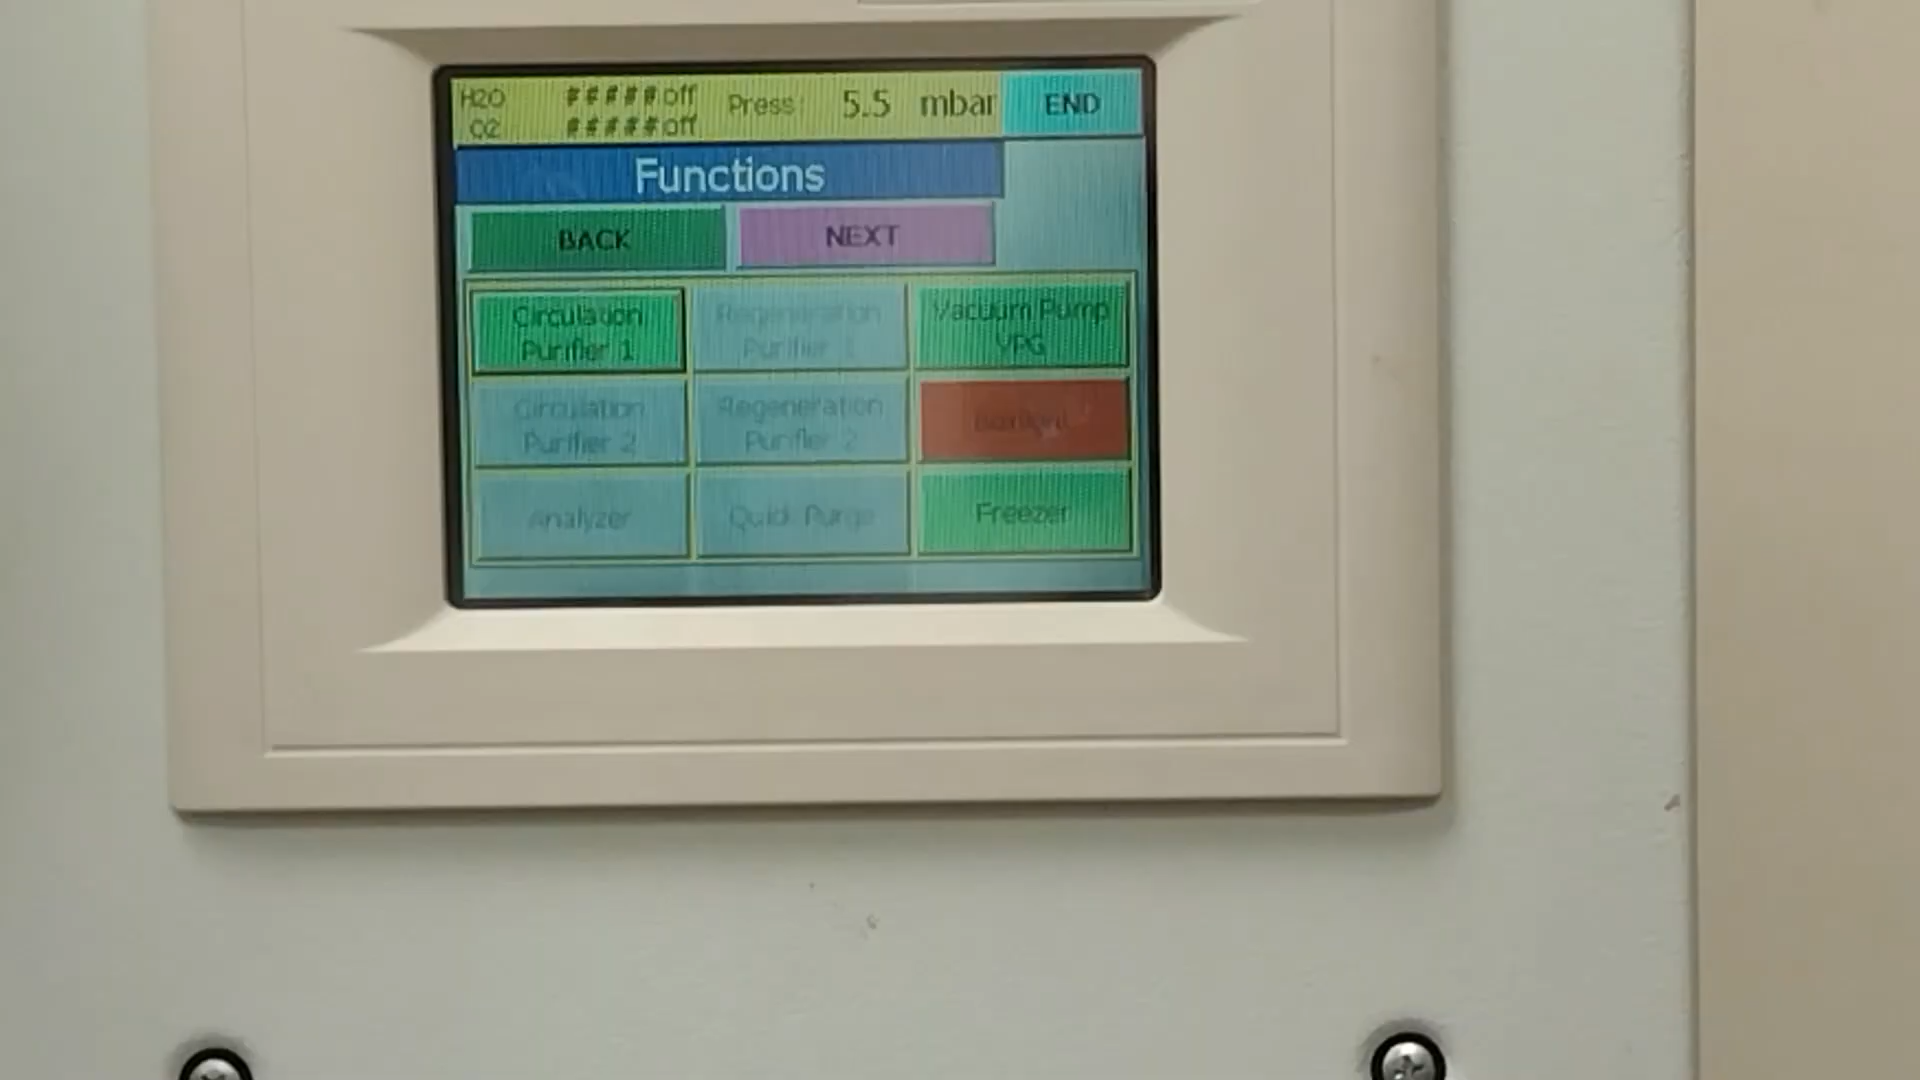 H2O #####off Press: 5.5 mbar END
O2 #####off
Functions
BACK NEXT
Circulation Purifier 1
Regeneration Purifier 1
Vacuum Pump VPG
Circulation Purifier 2
Regeneration Purifier 2
Analyzer
Quick Purge
Freezer